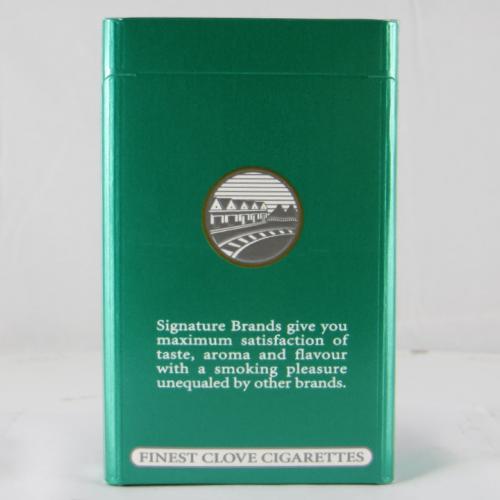 Signature Brands give you
maximum satisfaction of
taste, aroma and flavour
with a smoking pleasure
unequaled by other brands.
FINEST CLOVE CIGARETTES